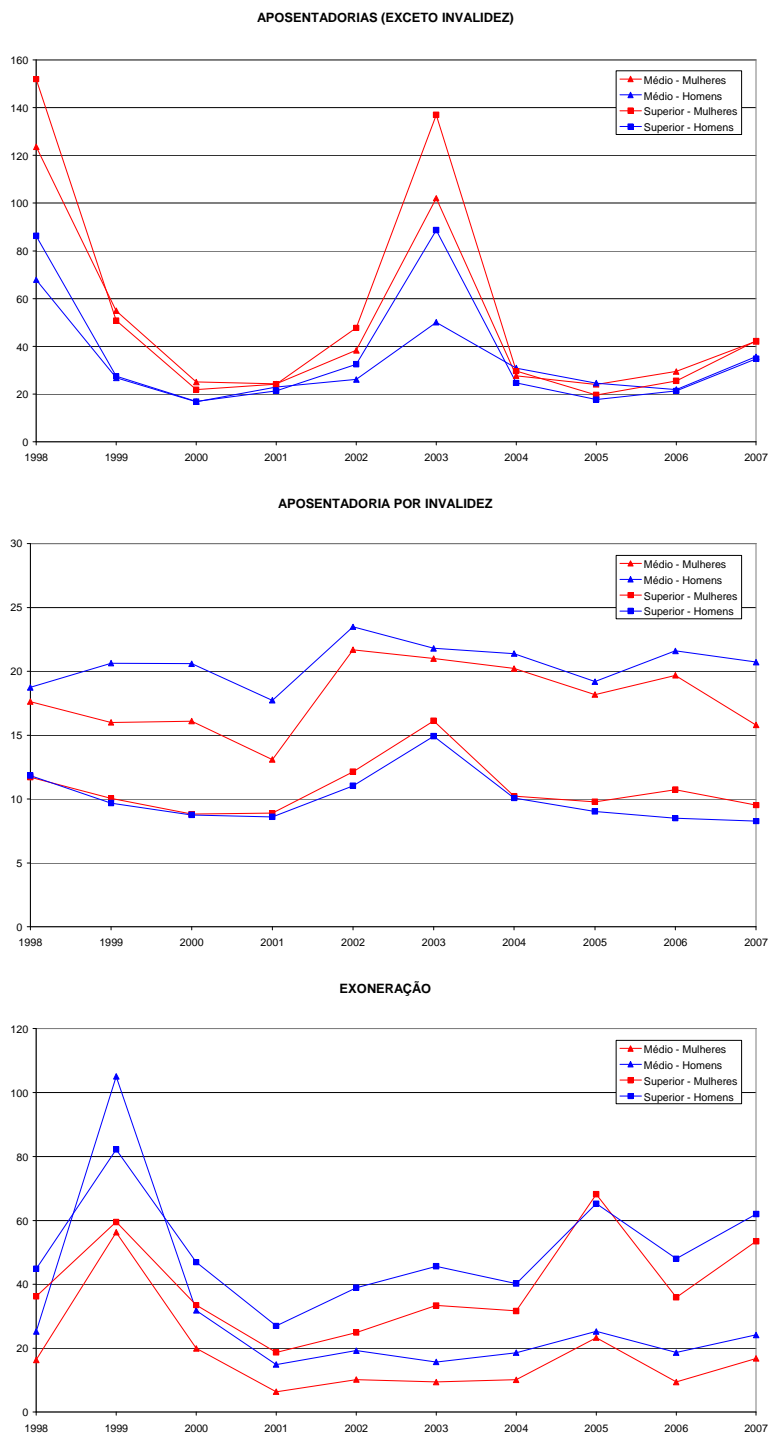 APOSENTADORIAS (EXCETO INVALIDEZ)
160
140
120
100
80
60
40
20
0
Médio - Mulheres
Médio - Homens
Superior - Mulheres
Superior - Homens
1998 1999 2000 2001 2002 2003 2004 2005 2006 2007
APOSENTADORIA POR INVALIDEZ
30
25
20
15
10
5
0
Médio - Mulheres
Médio - Homens
Superior - Mulheres
Superior - Homens
1998 1999 2000 2001 2002 2003 2004 2005 2006 2007
EXONERAÇÃO
120
100
80
60
40
20
0
Médio - Mulheres
Médio - Homens
Superior - Mulheres
Superior - Homens
1998 1999 2000 2001 2002 2003 2004 2005 2006 2007